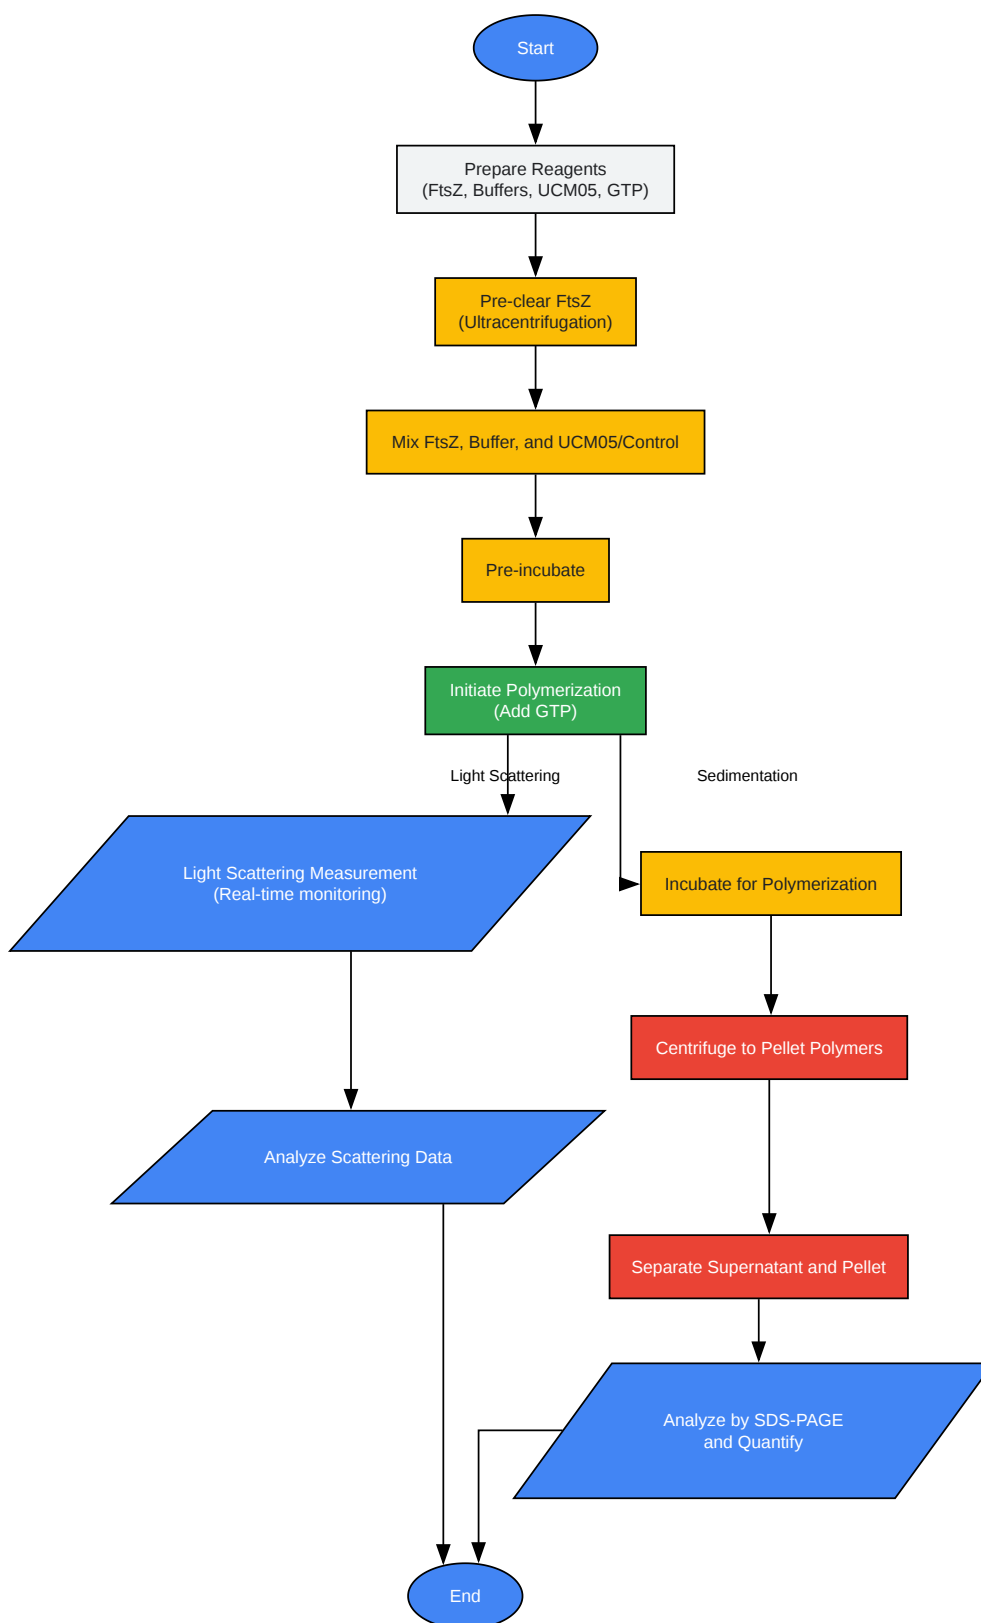 Start
Prepare Reagents
(FtsZ, Buffers, UCM05, GTP)
Pre-clear FtsZ
(Ultracentrifugation)
Mix FtsZ, Buffer, and UCM05/Control
Pre-incubate
Initiate Polymerization
(Add GTP)
Light Scattering
Sedimentation
Light Scattering Measurement
(Real-time monitoring)
Incubate for Polymerization
Centrifuge to Pellet Polymers
Analyze Scattering Data
Separate Supernatant and Pellet
Analyze by SDS-PAGE
and Quantify
End